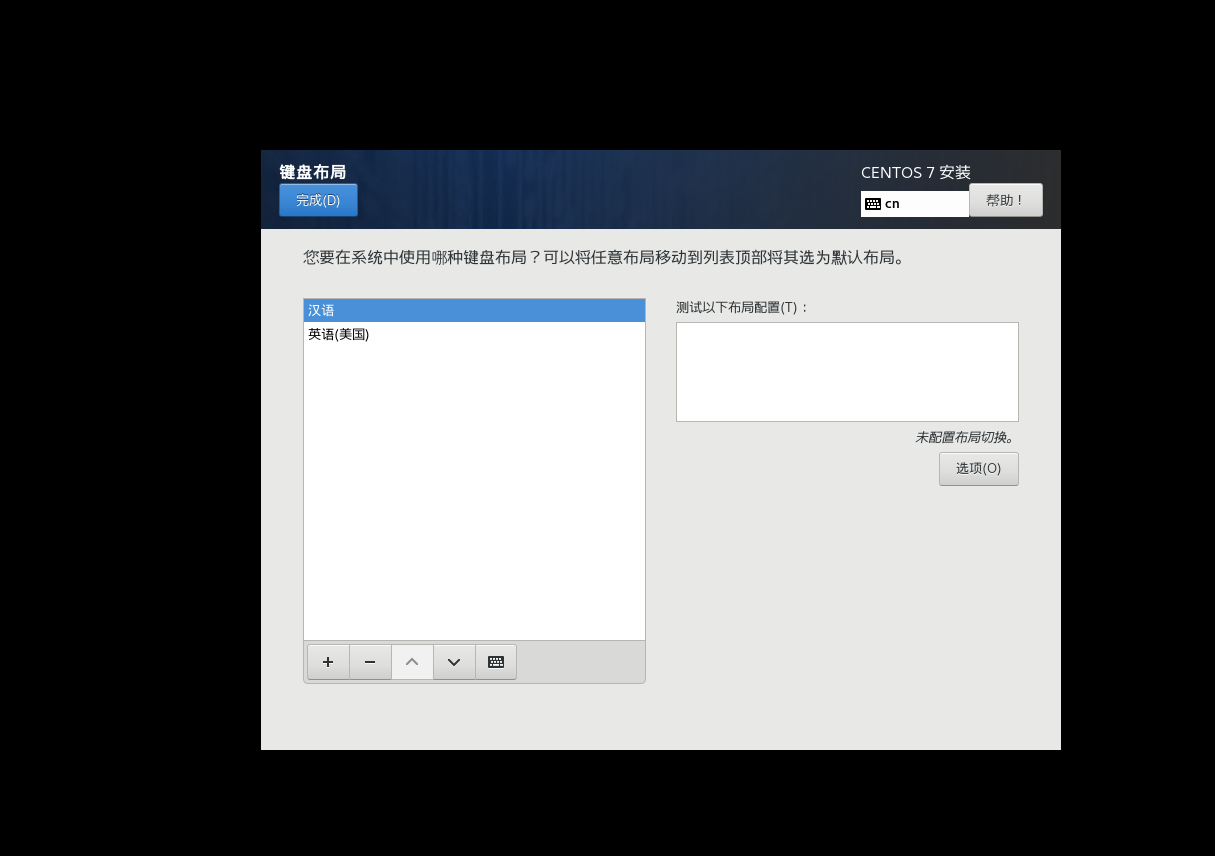 键盘布局
CENTOS 7 安装
完成(D)
cn
帮助！
您要在系统中使用哪种键盘布局？可以将任意布局移动到列表顶部将其选为默认布局。
汉语
英语(美国)
测试以下布局配置(T)：
未配置布局切换。
选项(O)